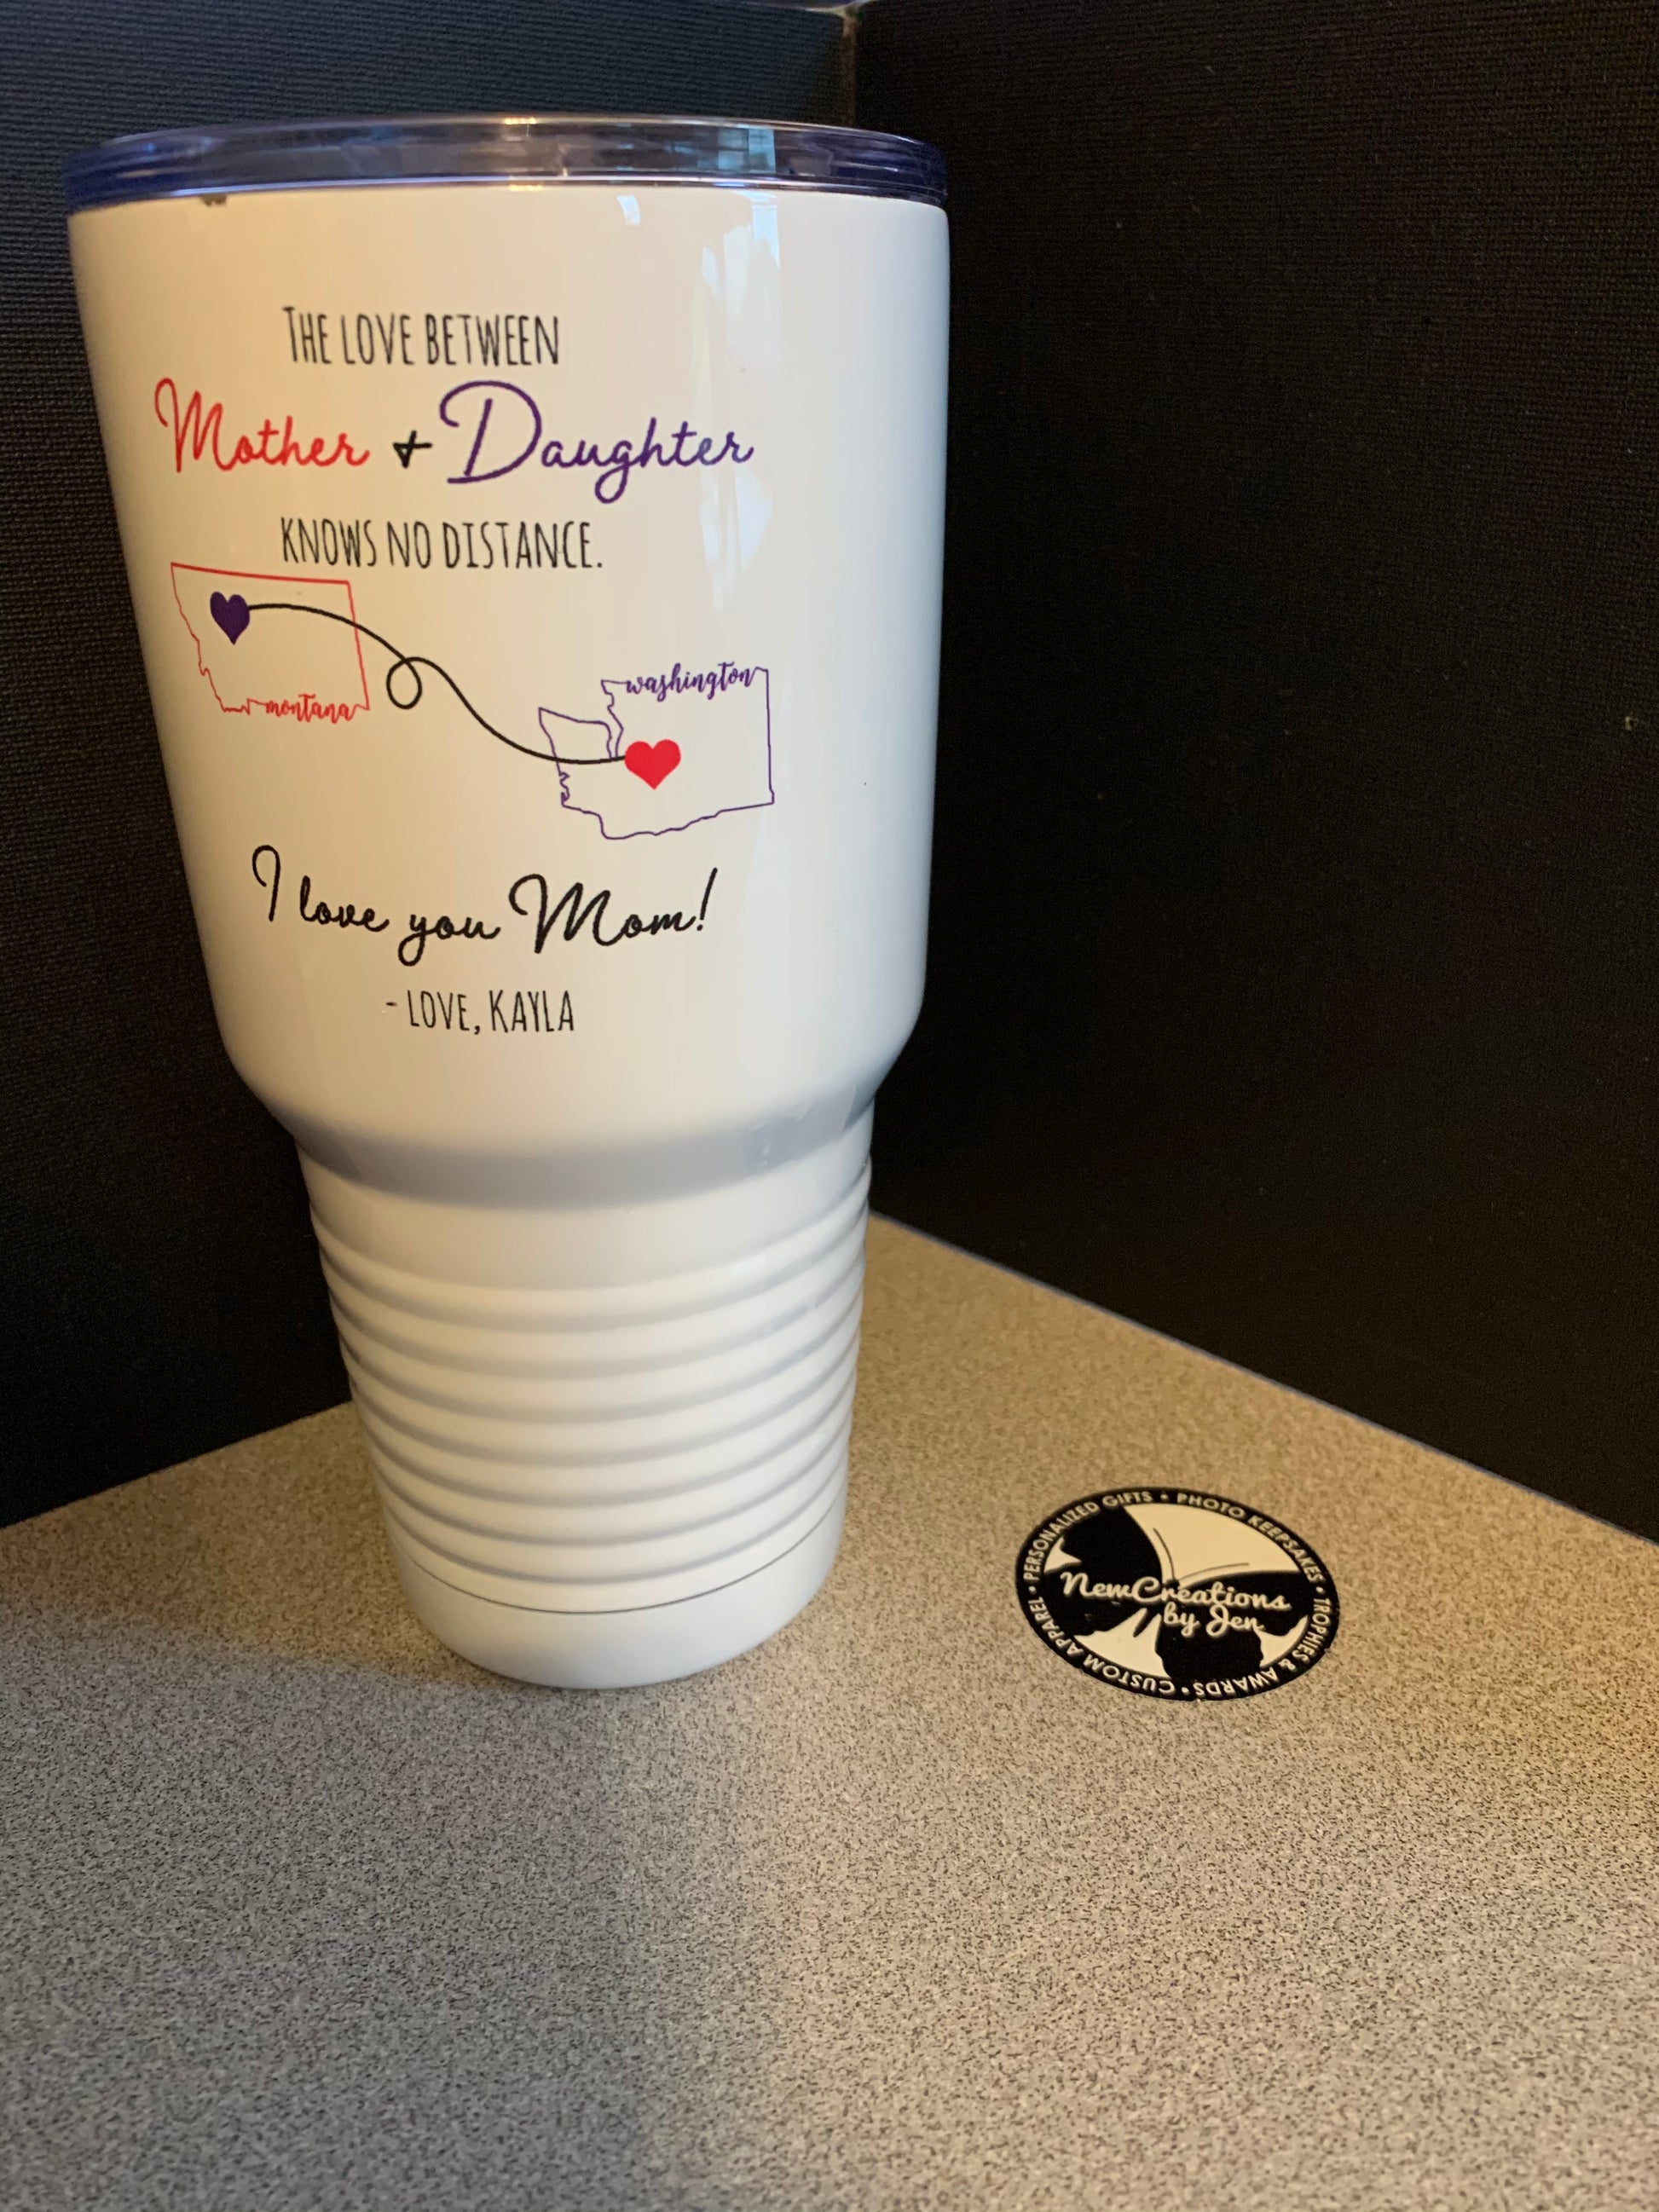 THE LOVE BETWEEN
Mother + Daughter
KNOWS NO DISTANCE.
montana
washington
I love you Mom!
- LOVE, KAYLA
PERSONALIZED GIFTS • PHOTO KEEPSAKES • TROPHIES & AWARDS • CUSTOM APPAREL •
NewCreations
by Jen